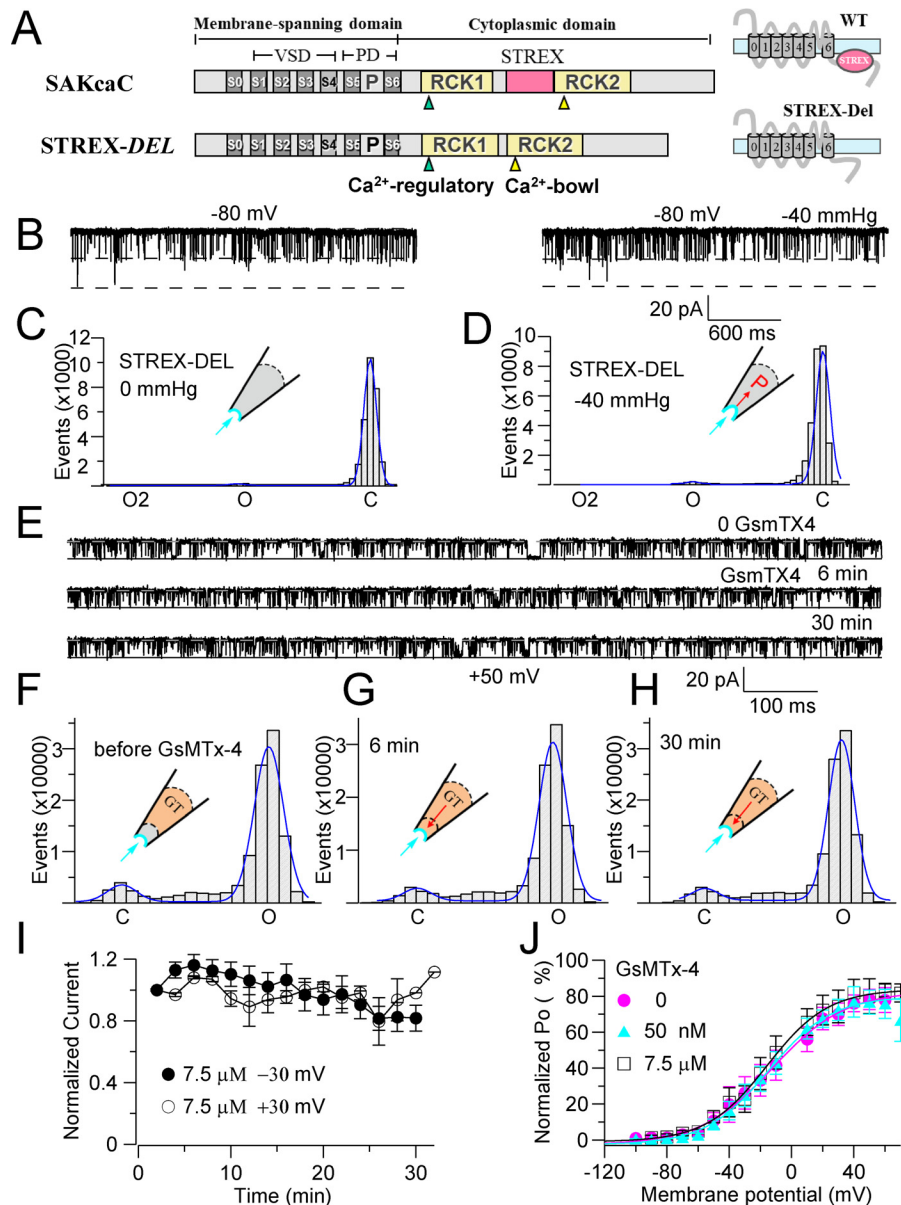 A
Membrane-spanning domain
Cytoplasmic domain
VSD
PD
STREX
SAKcaC
S0 S1 S2 S3 S4 S5 P S6 RCK1 RCK2
STREX-DEL
S0 S1 S2 S3 S4 S5 P S6 RCK1 RCK2
Ca²⁺-regulatory
Ca²⁺-bowl
WT
0 1 2 3 4 5 6
STREX
STREX-Del
0 1 2 3 4 5 6
B
-80 mV
-80 mV
-40 mmHg
20 pA
600 ms
C
Events (x1000)
12
10
8
6
4
2
STREX-DEL
0 mmHg
O2
O
C
D
Events (x1000)
10
8
6
4
2
STREX-DEL
-40 mmHg
P
O2
O
C
E
0 GsmTX4
GsmTX4
6 min
30 min
+50 mV
20 pA
100 ms
F
Events (x10000)
3
2
1
before GsMTx-4
GT
C
O
G
Events (x10000)
3
2
1
6 min
GT
C
O
H
Events (x10000)
3
2
1
30 min
GT
C
O
I
Normalized Current
1.2
0.8
0.4
0
7.5 μM −30 mV
7.5 μM +30 mV
0
10
20
30
Time (min)
J
Normalized Po ( %)
100
80
60
40
20
0
GsMTx-4
0
50 nM
7.5 μM
-120
-80
-40
0
40
Membrane potential (mV)